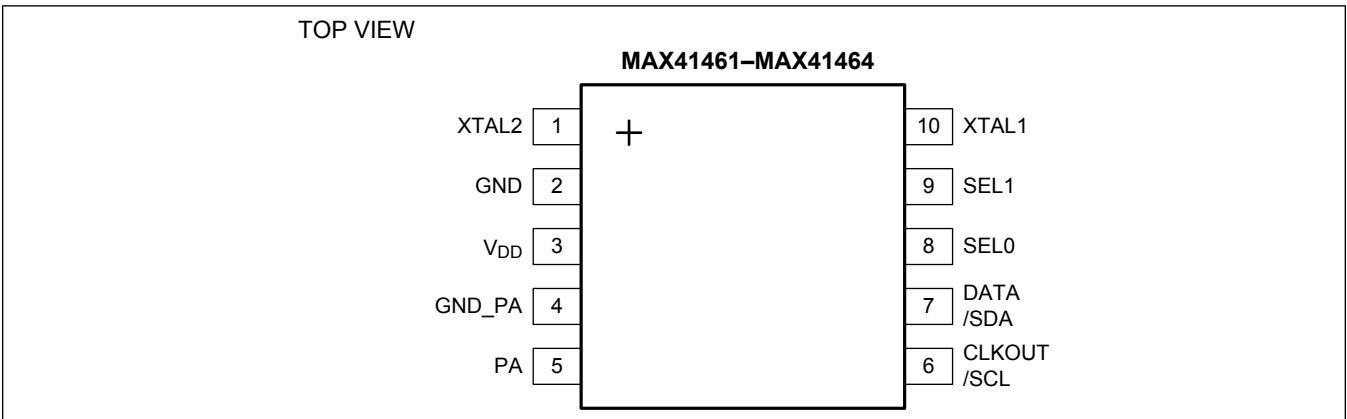 TOP VIEW
MAX41461–MAX41464
XTAL2 1 + 10 XTAL1
GND 2 9 SEL1
VDD 3 8 SEL0
GND_PA 4 7 DATA
/SDA
PA 5 6 CLKOUT
/SCL